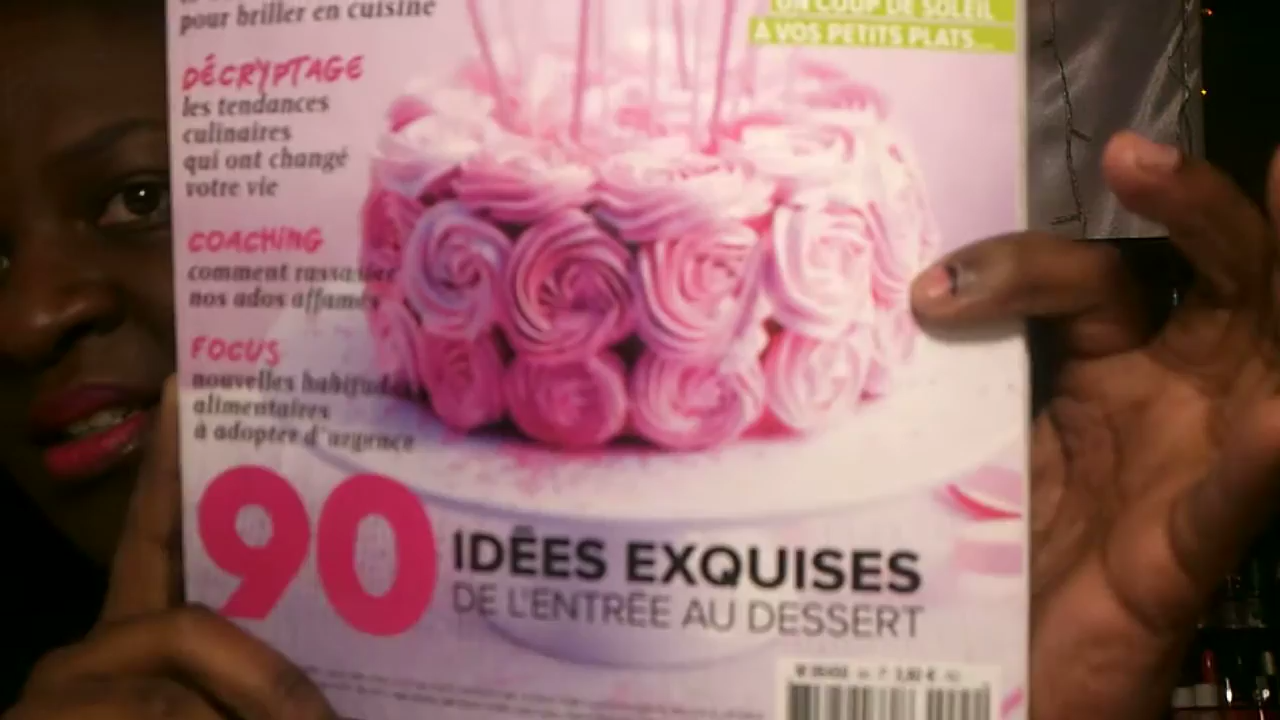 pour briller en cuisine
UN COUP DE SOLEIL
À VOS PETITS PLATS...
DÉCRYPTAGE
les tendances
culinaires
qui ont changé
votre vie
COACHING
comment rassasier
nos ados affamés
FOCUS
nouvelles habitudes
alimentaires
à adopter d'urgence
90 IDÉES EXQUISES
DE L'ENTRÉE AU DESSERT